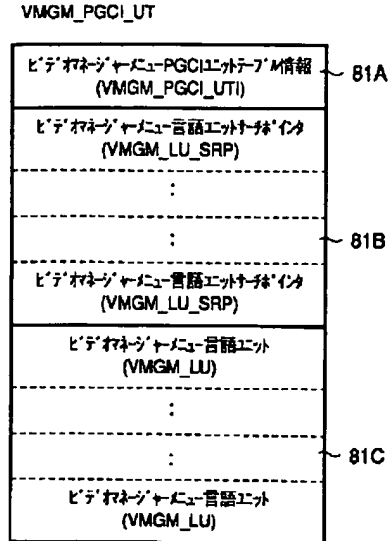 VMGM_PGCI_UT
ビデオマネージャーメニューPGCIユニットテーブル情報
(VMGM_PGCI_UTI)
81A
ビデオマネージャーメニュー言語ユニットサーチポインタ
(VMGM_LU_SRP)
:
:
81B
ビデオマネージャーメニュー言語ユニットサーチポインタ
(VMGM_LU_SRP)
ビデオマネージャーメニュー言語ユニット
(VMGM_LU)
:
:
81C
ビデオマネージャーメニュー言語ユニット
(VMGM_LU)